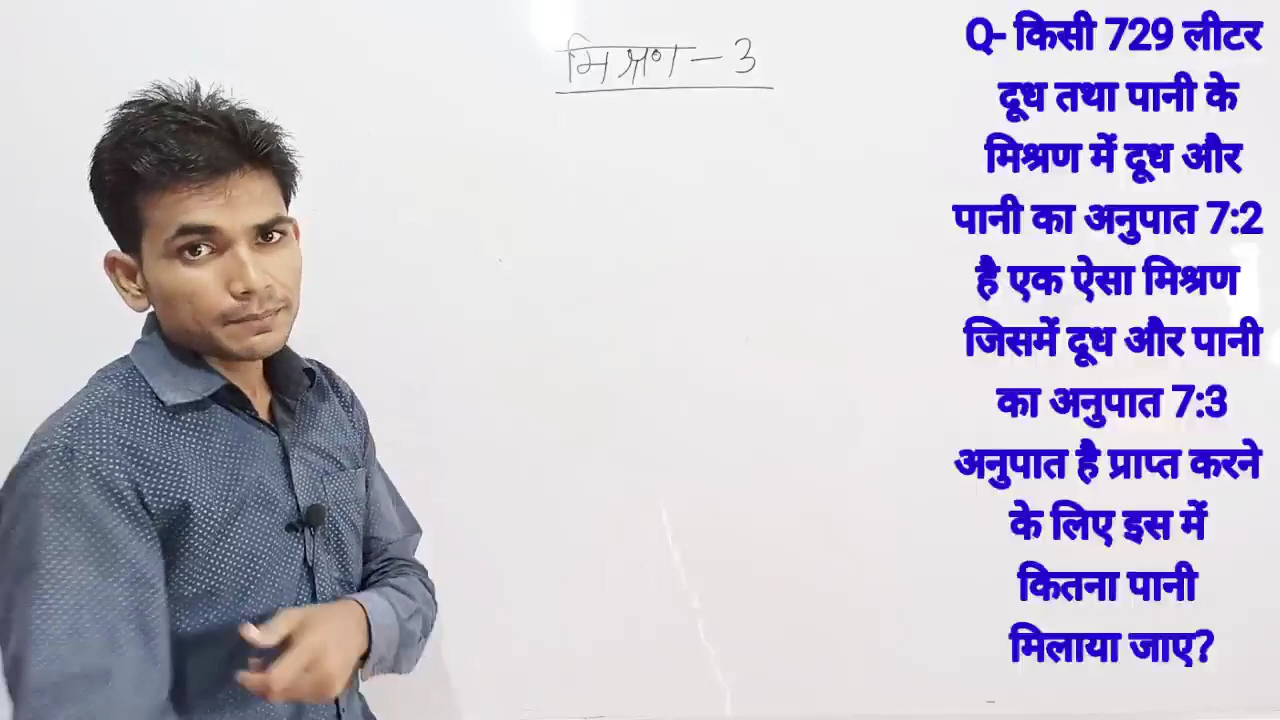 मिश्रण - 3
Q- किसी 729 लीटर
दूध तथा पानी के
मिश्रण में दूध और
पानी का अनुपात 7:2
है एक ऐसा मिश्रण
जिसमें दूध और पानी
का अनुपात 7:3
अनुपात है प्राप्त करने
के लिए इस में
कितना पानी
मिलाया जाए?